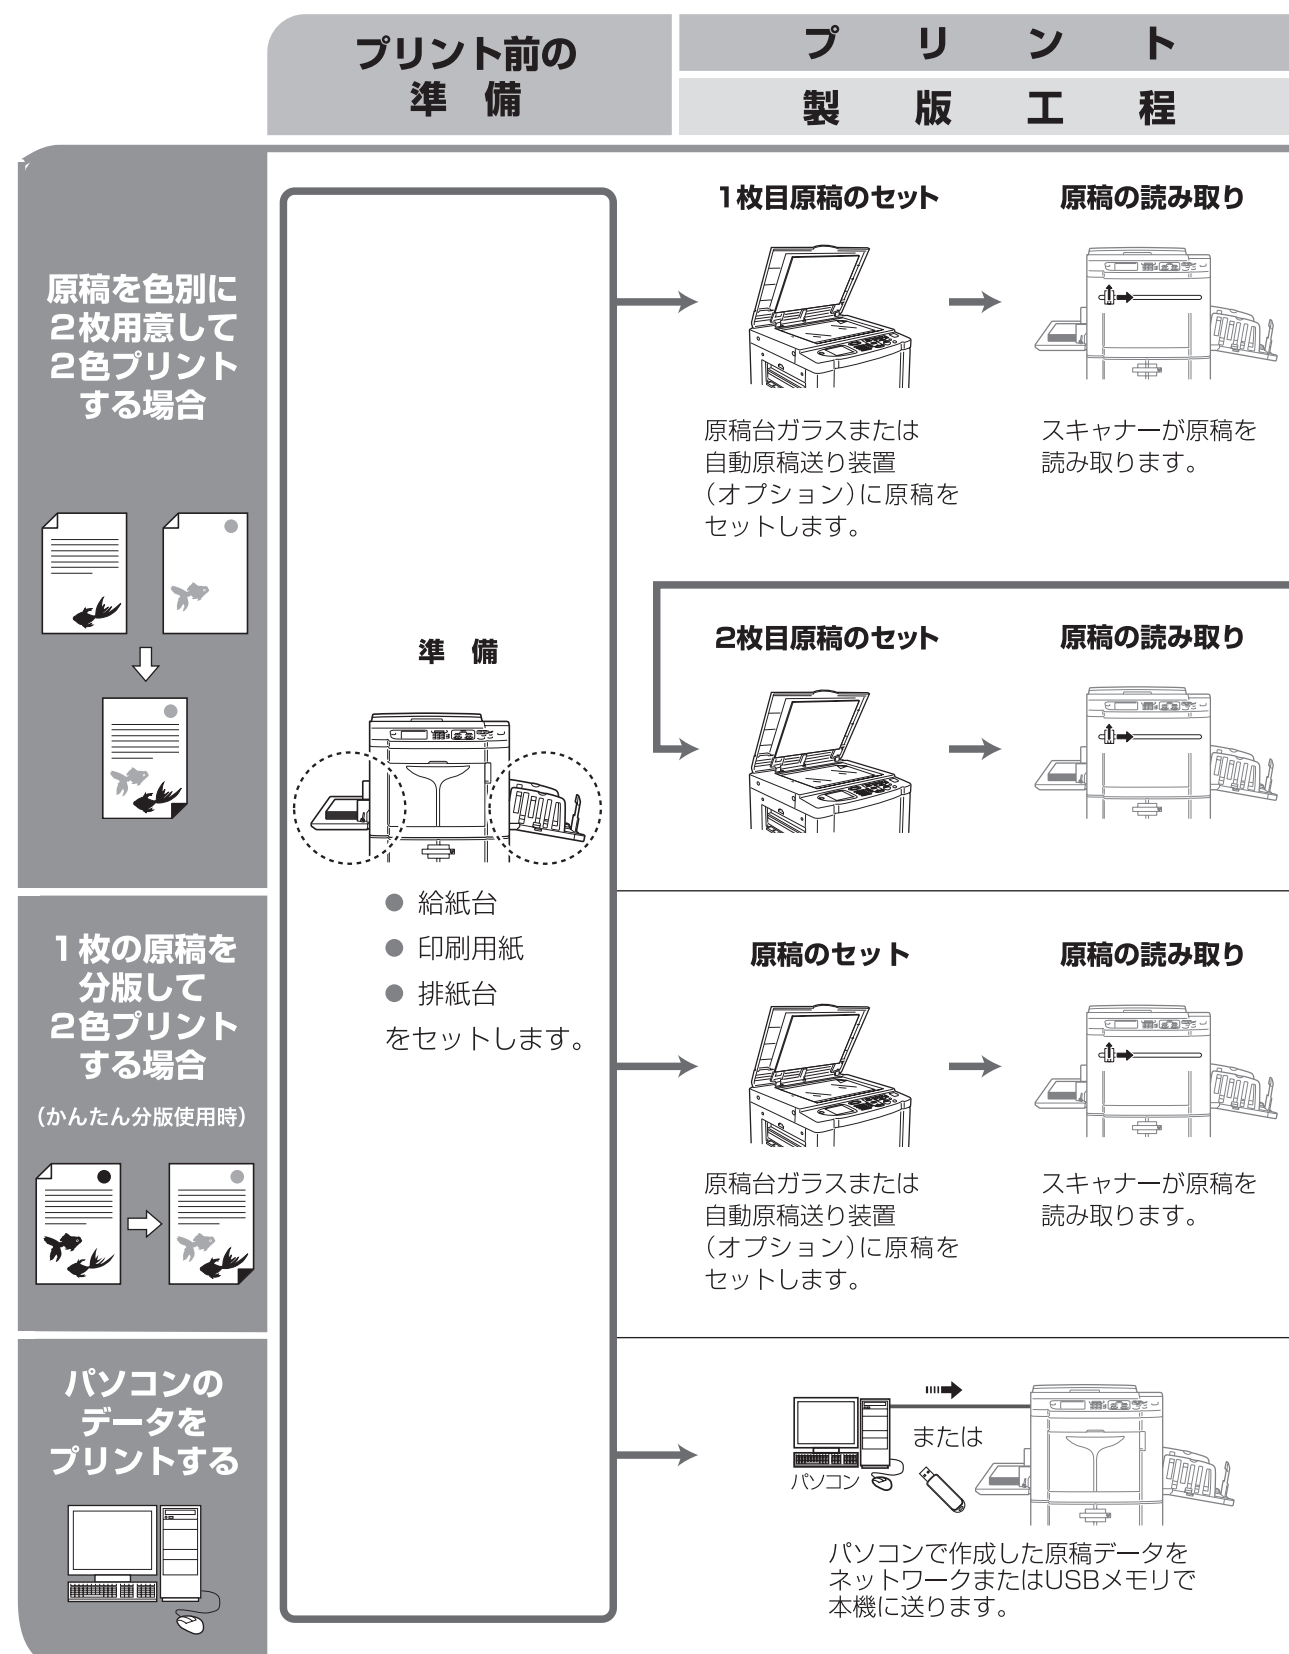 プリント前の
準 備
プ リ ン ト
製 版 工 程
原稿を色別に
2枚用意して
2色プリント
する場合
1枚目原稿のセット
原稿の読み取り
原稿台ガラスまたは
自動原稿送り装置
（オプション）に原稿を
セットします。
スキャナーが原稿を
読み取ります。
2枚目原稿のセット
原稿の読み取り
準 備
● 給紙台
● 印刷用紙
● 排紙台
をセットします。
1枚の原稿を
分版して
2色プリント
する場合
（かんたん分版使用時）
原稿のセット
原稿の読み取り
原稿台ガラスまたは
自動原稿送り装置
（オプション）に原稿を
セットします。
スキャナーが原稿を
読み取ります。
パソコンの
データを
プリントする
または
パソコン
パソコンで作成した原稿データを
ネットワークまたはUSBメモリで
本機に送ります。